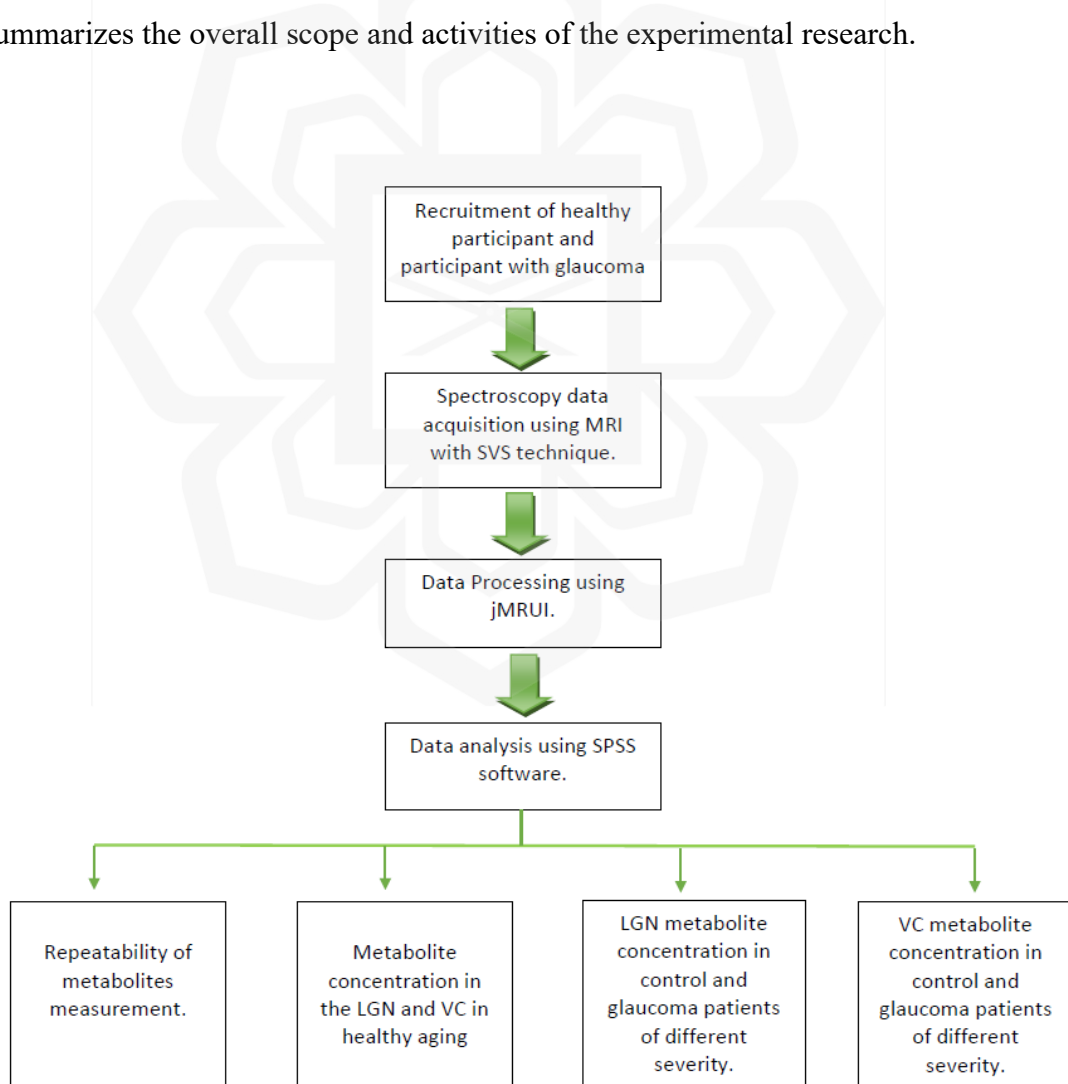 summarizes the overall scope and activities of the experimental research.
Recruitment of healthy
participant and
participant with glaucoma
Spectroscopy data
acquisition using MRI
with SVS technique.
Data Processing using
jMRUI.
Data analysis using SPSS
software.
Repeatability of
metabolites
measurement.
Metabolite
concentration in
the LGN and VC in
healthy aging
LGN metabolite
concentration in
control and
glaucoma patients
of different
severity.
VC metabolite
concentration in
control and
glaucoma patients
of different
severity.